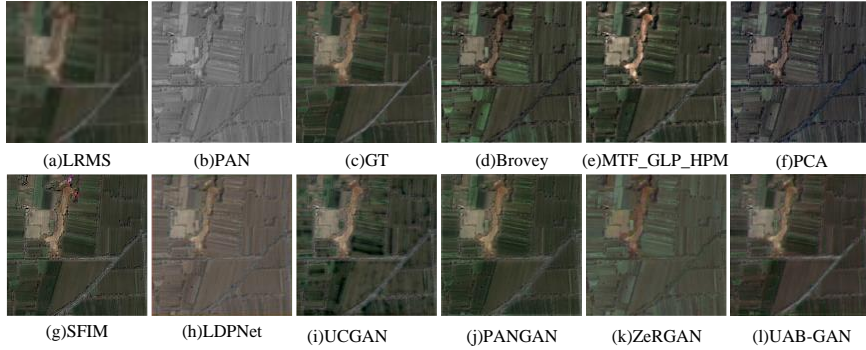 (a)LRMS (b)PAN (c)GT (d)Brovey (e)MTF_GLP_HPM (f)PCA
(g)SFIM (h)LDPNet (i)UCGAN (j)PANGAN (k)ZeRGAN (l)UAB-GAN